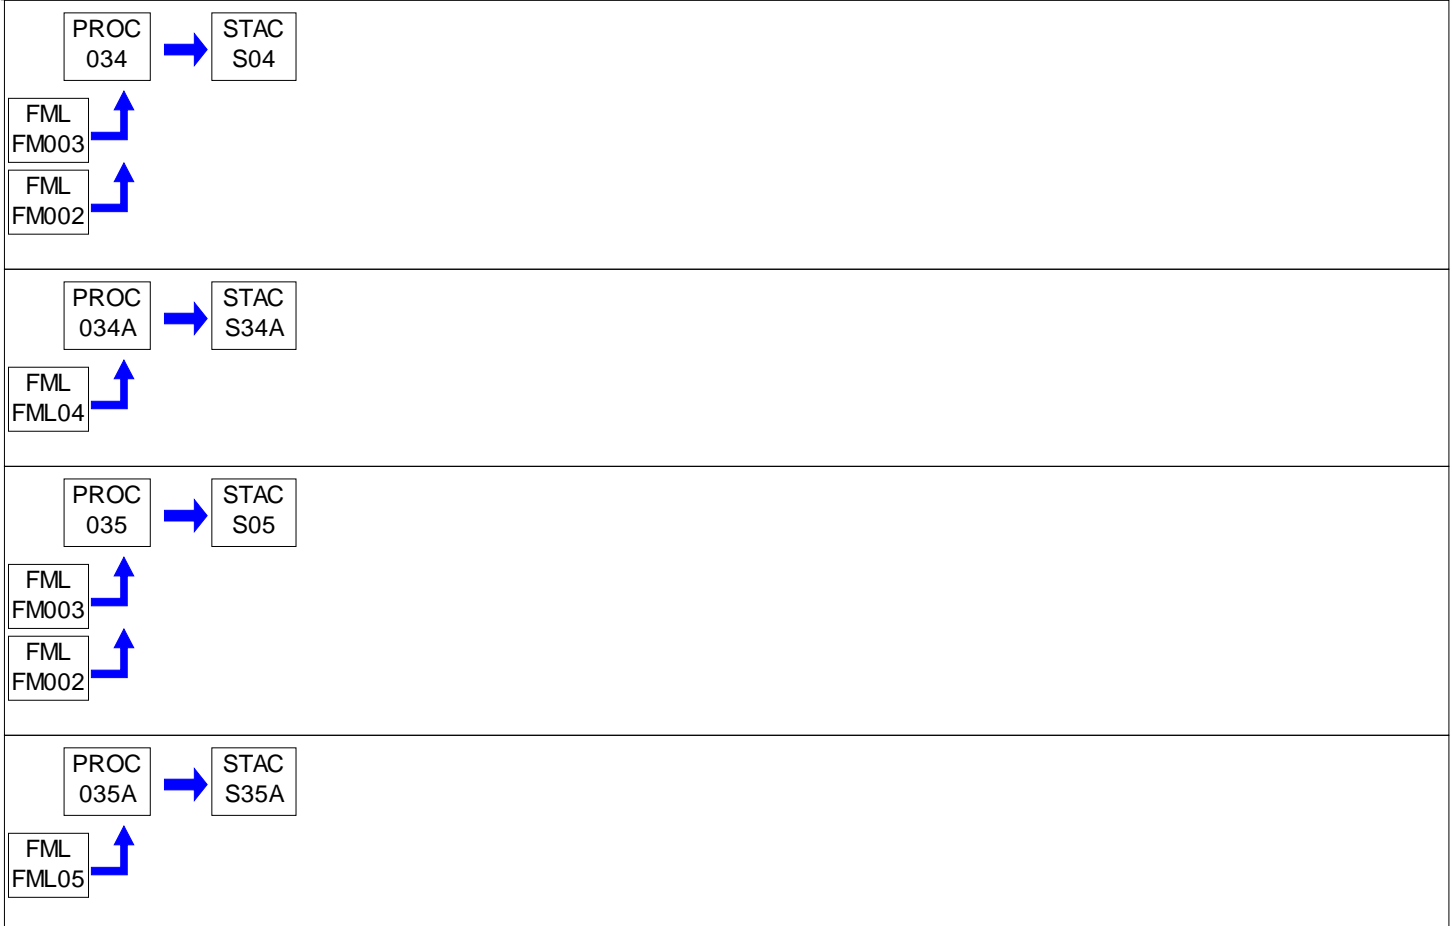 PROC
034
STAC
S04
FML
FM003
FML
FM002
PROC
034A
STAC
S34A
FML
FML04
PROC
035
STAC
S05
FML
FM003
FML
FM002
PROC
035A
STAC
S35A
FML
FML05